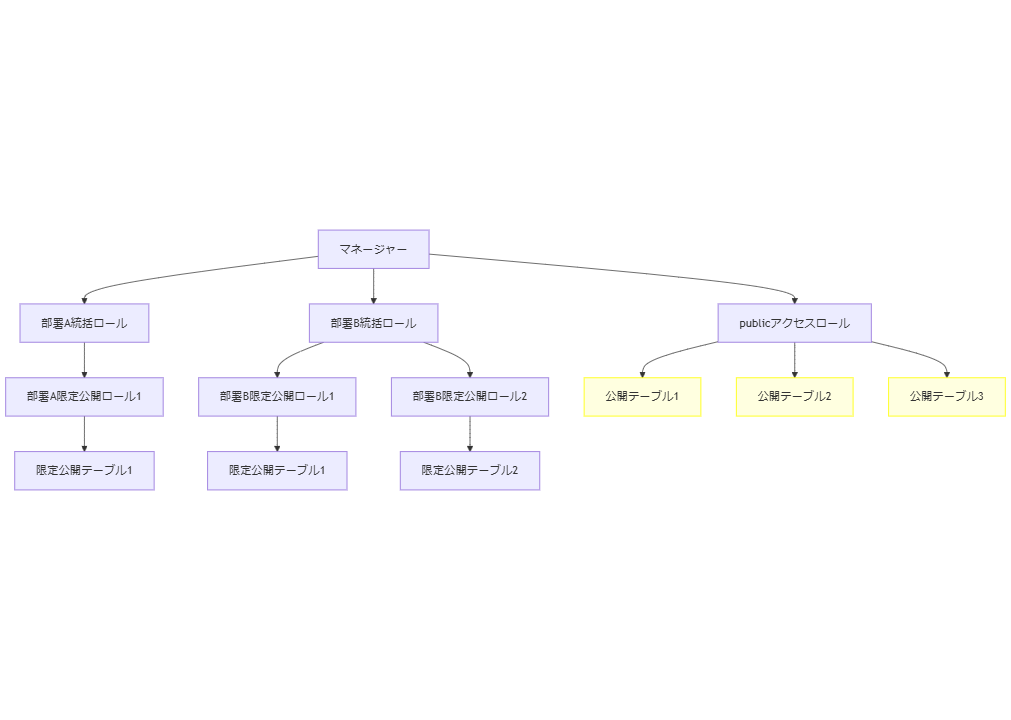 マネージャー
部署A統括ロール
部署B統括ロール
publicアクセスロール
部署A限定公開ロール1
部署B限定公開ロール1
部署B限定公開ロール2
公開テーブル1
公開テーブル2
公開テーブル3
限定公開テーブル1
限定公開テーブル1
限定公開テーブル2